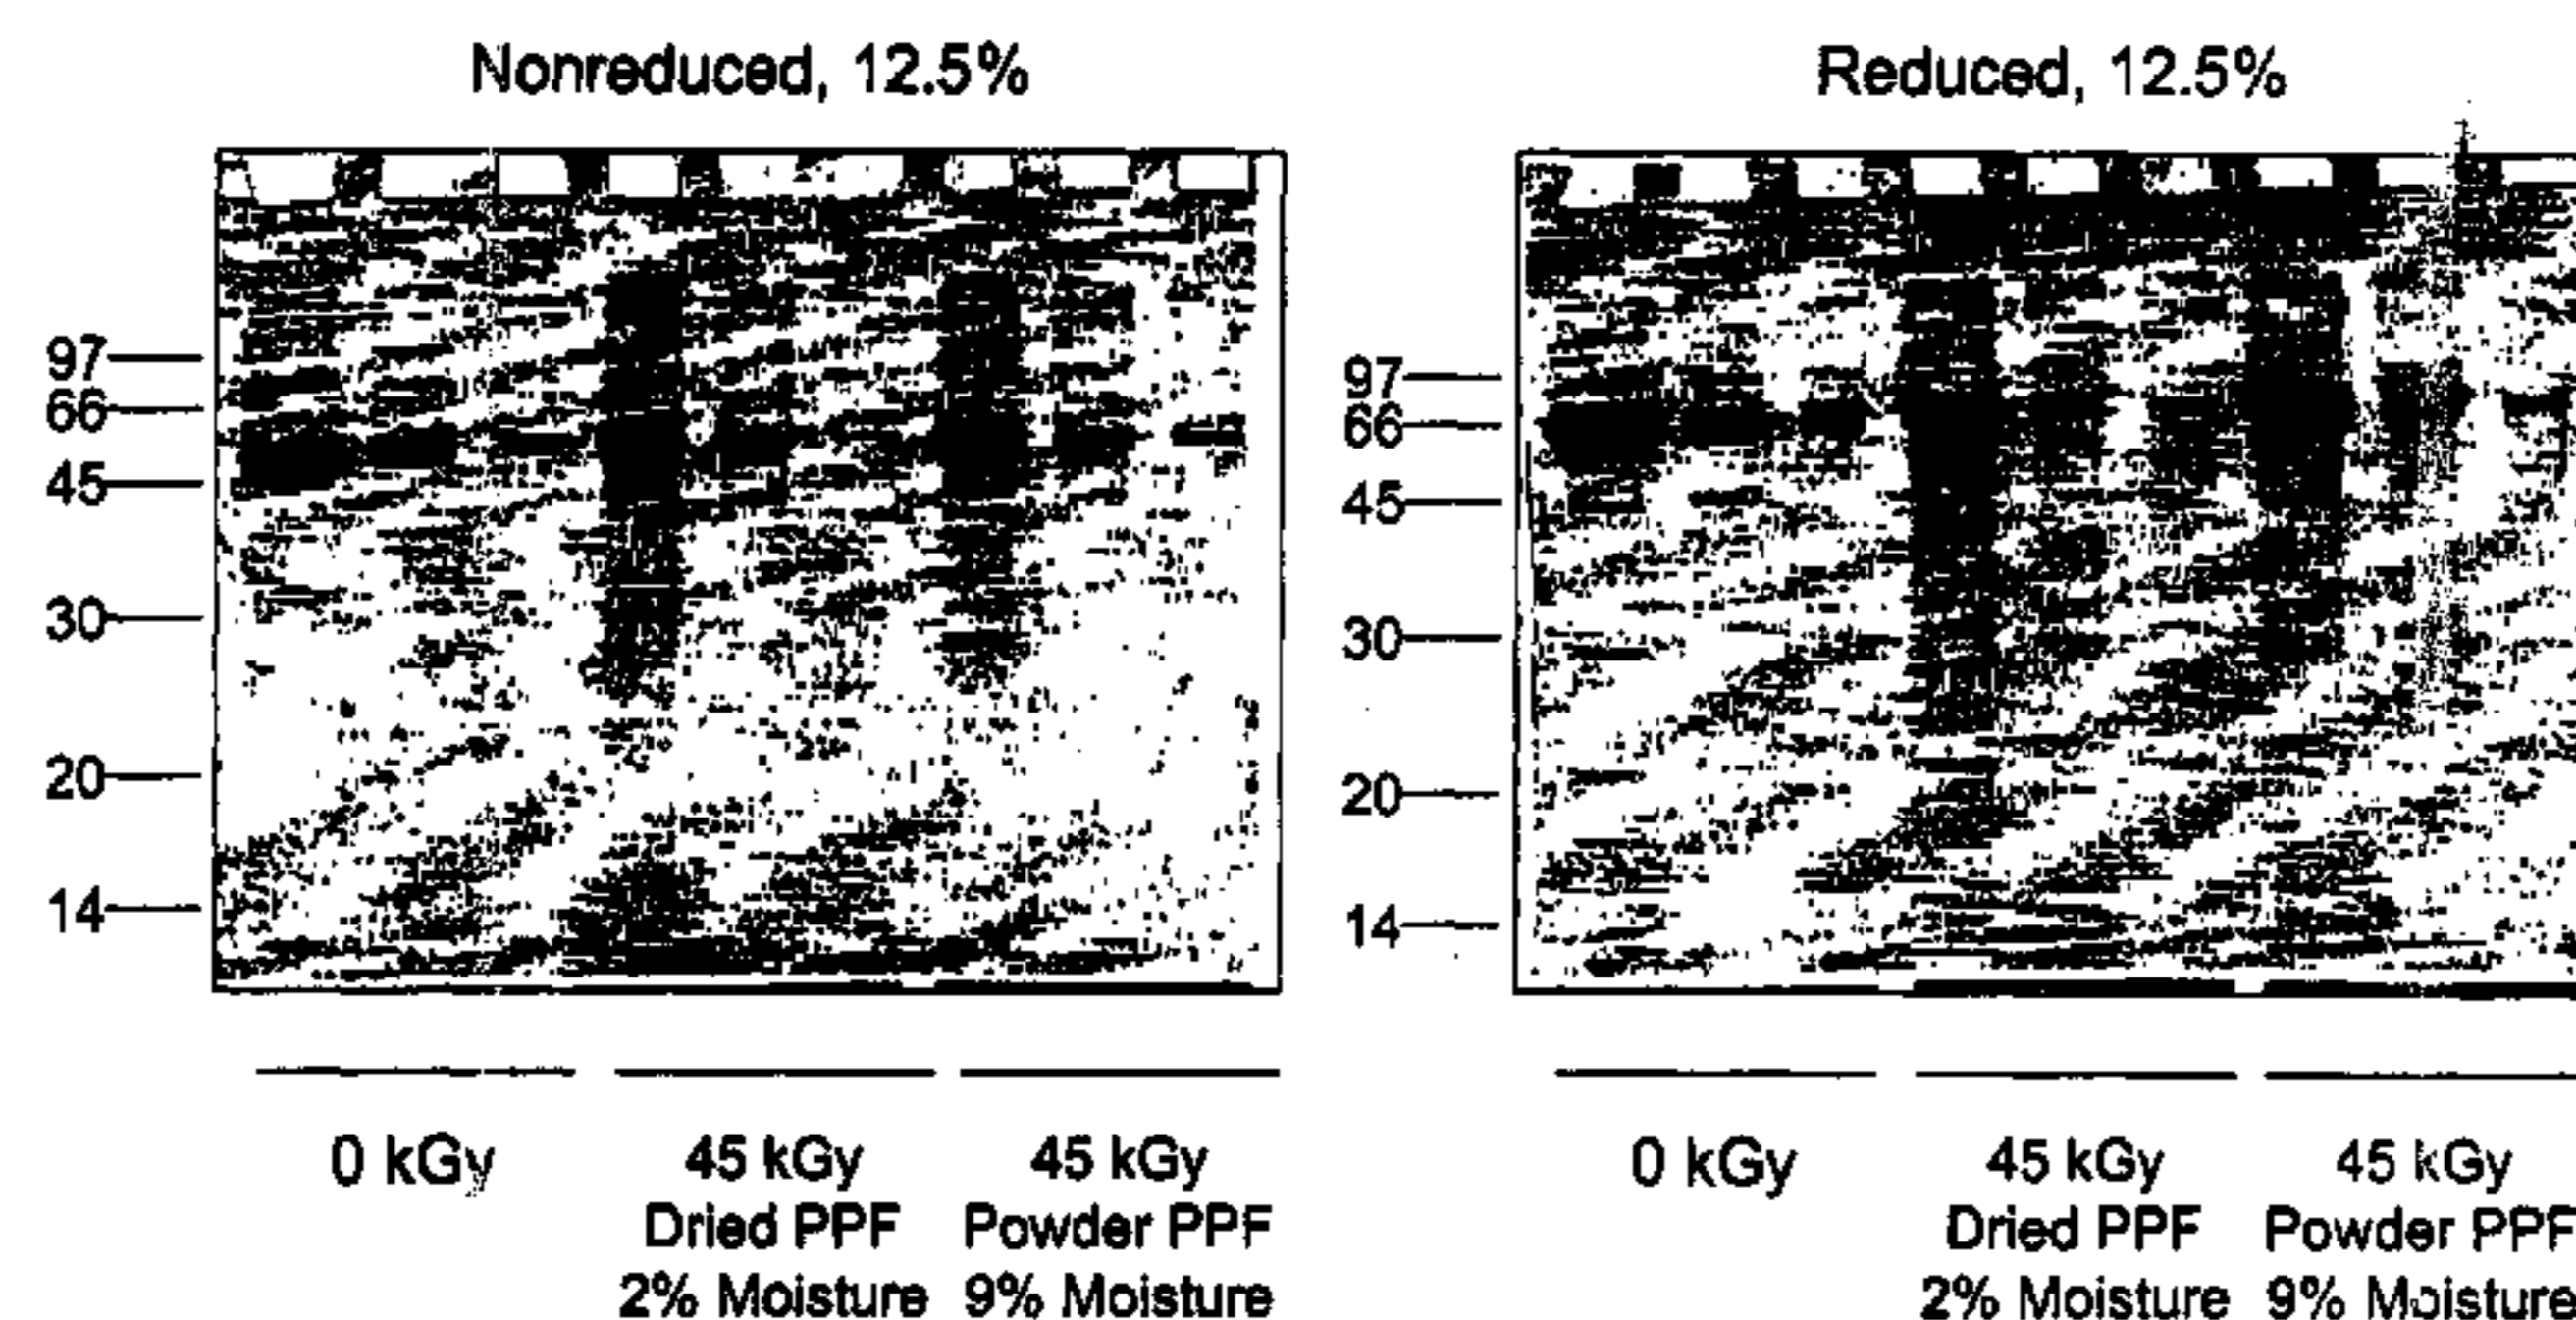 Nonreduced, 12.5%
97
66
45
30
20
14
0 kGy
45 kGy
Dried PPF
2% Moisture
45 kGy
Powder PPF
9% Moisture
Reduced, 12.5%
97
66
45
30
20
14
0 kGy
45 kGy
Dried PPF
2% Moisture
45 kGy
Powder PPF
9% Moisture